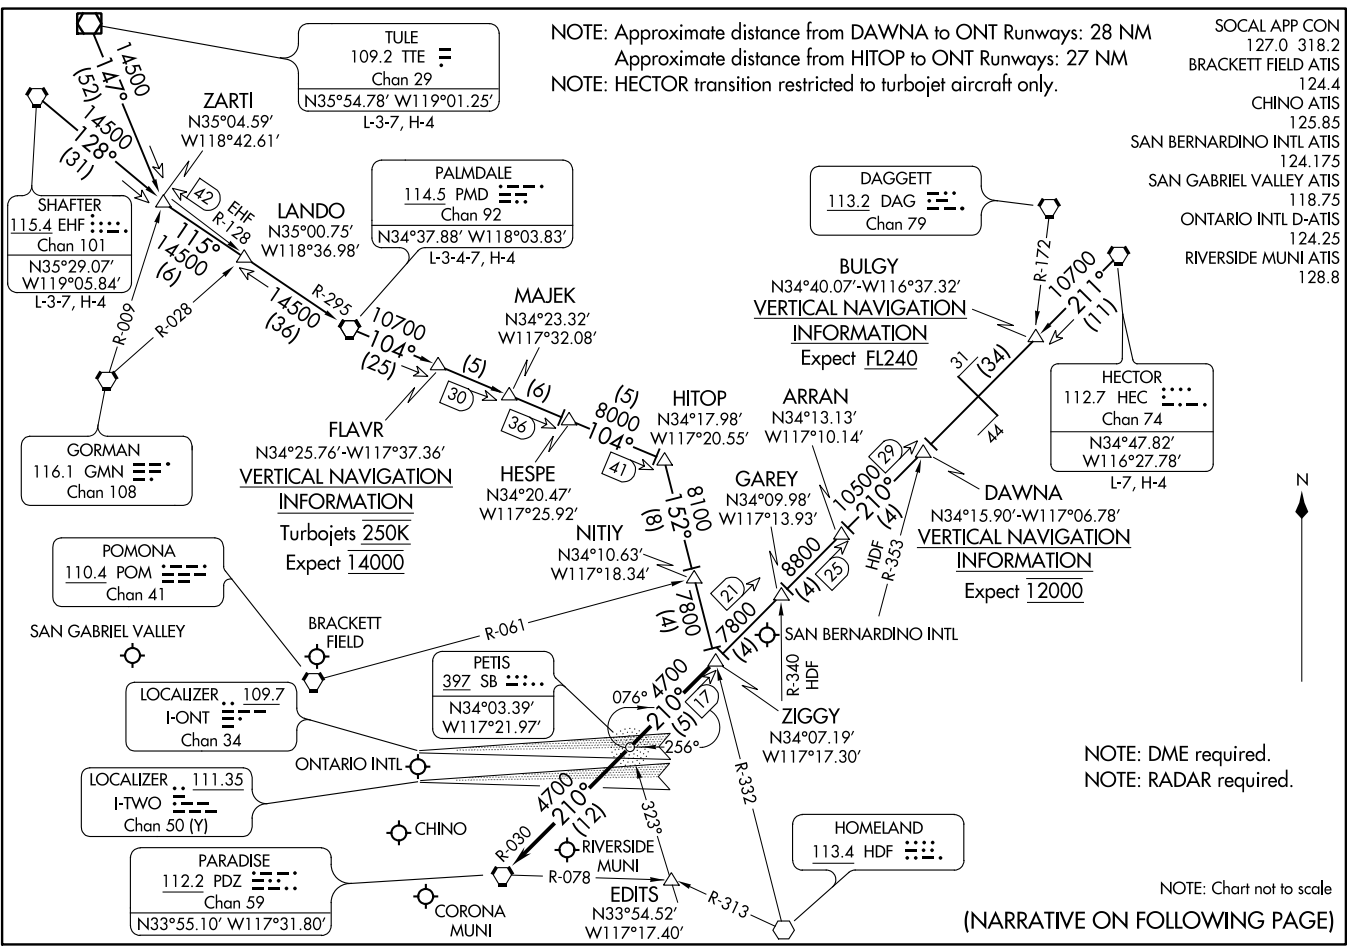 NOTE: Approximate distance from DAWNA to ONT Runways: 28 NM
Approximate distance from HITOP to ONT Runways: 27 NM
NOTE: HECTOR transition restricted to turbojet aircraft only.
SOCAL APP CON
127.0 318.2
BRACKETT FIELD ATIS
124.4
CHINO ATIS
125.85
SAN BERNARDINO INTL ATIS
124.175
SAN GABRIEL VALLEY ATIS
118.75
ONTARIO INTL D-ATIS
124.25
RIVERSIDE MUNI ATIS
128.8
TULE
109.2 TTE
Chan 29
N35°54.78' W119°01.25'
L-3-7, H-4
14500
147°
(52)
14500
128°
(31)
ZARTI
N35°04.59'
W118°42.61'
SHAFTER
115.4 EHF
Chan 101
N35°29.07'
W119°05.84'
L-3-7, H-4
42
EHF
R-128
115°
14500
(6)
LANDO
N35°00.75'
W118°36.98'
PALMDALE
114.5 PMD
Chan 92
N34°37.88' W118°03.83'
L-3-4-7, H-4
R-009
R-028
R-295
14500
(36)
10700
104°
(25)
GORMAN
116.1 GMN
Chan 108
FLAVR
N34°25.76'-W117°37.36'
VERTICAL NAVIGATION
INFORMATION
Turbojets 250K
Expect 14000
(5)
30
MAJEK
N34°23.32'
W117°32.08'
(6)
36
HESPE
N34°20.47'
W117°25.92'
(5)
8000
104°
41
HITOP
N34°17.98'
W117°20.55'
8100
152°
(8)
NITIY
N34°10.63'
W117°18.34'
7800
(4)
DAGGETT
113.2 DAG
Chan 79
R-172
BULGY
N34°40.07'-W116°37.32'
VERTICAL NAVIGATION
INFORMATION
Expect FL240
10700
211°
(11)
HECTOR
112.7 HEC
Chan 74
N34°47.82'
W116°27.78'
L-7, H-4
31
(34)
44
ARRAN
N34°13.13'
W117°10.14'
29
10500
210°
(4)
DAWNA
N34°15.90'-W117°06.78'
VERTICAL NAVIGATION
INFORMATION
Expect 12000
HDF
R-353
GAREY
N34°09.98'
W117°13.93'
8800
(4)
25
21
7800
(4)
SAN BERNARDINO INTL
R-340
HDF
ZIGGY
N34°07.19'
W117°17.30'
N
POMONA
110.4 POM
Chan 41
SAN GABRIEL VALLEY
BRACKETT
FIELD
R-061
PETIS
397 SB
N34°03.39'
W117°21.97'
076°
256°
4700
210°
(5)
17
LOCALIZER 109.7
I-ONT
Chan 34
ONTARIO INTL
LOCALIZER 111.35
I-TWO
Chan 50 (Y)
CHINO
4700
210°
(12)
R-030
323°
R-332
PARADISE
112.2 PDZ
Chan 59
N33°55.10' W117°31.80'
RIVERSIDE
MUNI
R-078
CORONA
MUNI
EDITS
N33°54.52'
W117°17.40'
R-313
HOMELAND
113.4 HDF
NOTE: DME required.
NOTE: RADAR required.
NOTE: Chart not to scale
(NARRATIVE ON FOLLOWING PAGE)